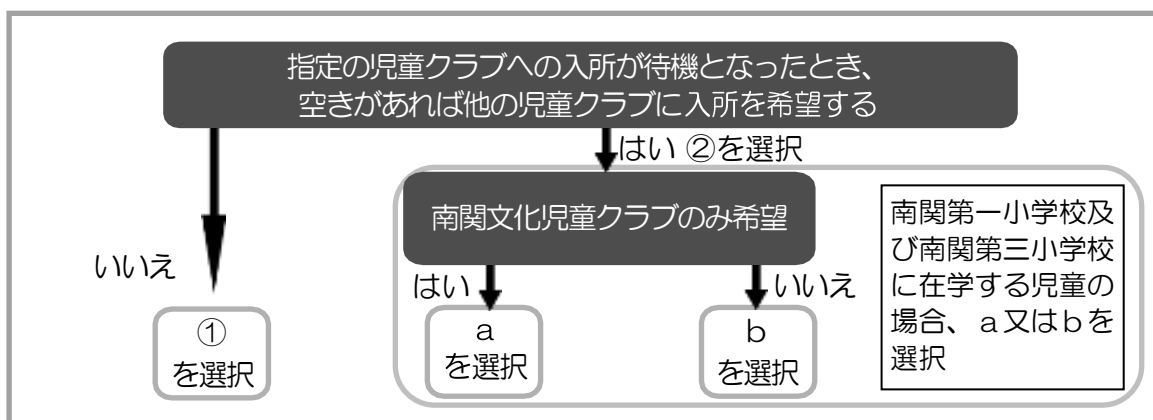 指定の児童クラブへの入所が待機となったとき、
空きがあれば他の児童クラブに入所を希望する
はい ②を選択
南関文化児童クラブのみ希望
南関第一小学校及
び南関第三小学校
に在学する児童の
場合、a又はbを
選択
いいえ
はい
いいえ
①
を選択
a
を選択
b
を選択